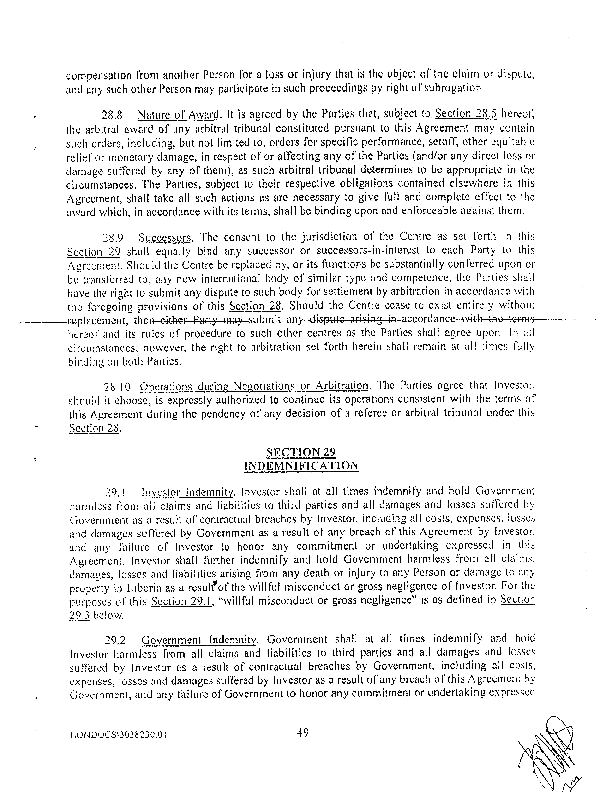 compensation from another Person for a loss or injury that is the object of the claim or dispute,
and any such other Person may participate in such proceedings by right of subrogation
28.8 Nature of Award. It is agreed by the Parties that, subject to Section 28.5 hereof,
the arbitral award of any arbitral tribunal constituted pursuant to this Agreement may contain
such orders, including, but not limited to, orders for specific performance, setoff, other equitable
relief or monetary damage, in respect of or affecting any of the Parties (and/or any direct loss or
damage suffered by any of them), as such arbitral tribunal determines to be appropriate in the
circumstances. The Parties, subject to their respective obligations contained elsewhere in this
Agreement, shall take all such actions as are necessary to give full and complete effect to the
award which, in accordance with its terms, shall be binding upon and enforceable against them.
28.9 Successors. The consent to the jurisdiction of the Centre as set forth in this
Section 29 shall equally bind any successor or successors-in-interest to each Party to this
Agreement. Should the Centre be replaced by, or its functions be substantially conferred upon or
be transferred to, any new international body of similar type and competence, the Parties shall
have the right to submit any dispute to such body for settlement by arbitration in accordance with
the foregoing provisions of this Section 28. Should the Centre cease to exist entirely without
replacement, then either Party may submit any dispute arising in accordance with the terms
hereof and its rules of procedure to such other centres as the Parties shall agree upon. In all
circumstances, however, the right to arbitration set forth herein shall remain at all times fully
binding on both Parties.
28.10 Operations during Negotiations or Arbitration. The Parties agree that Investor,
should it choose, is expressly authorized to continue its operations consistent with the terms of
this Agreement during the pendency of any decision of a referee or arbitral tribunal under this
Section 28.
SECTION 29
INDEMNIFICATION
29.1 Investor Indemnity. Investor shall at all times indemnify and hold Government
harmless from all claims and liabilities to third parties and all damages and losses suffered by
Government as a result of contractual breaches by Investor, including all costs, expenses, losses
and damages suffered by Government as a result of any breach of this Agreement by Investor,
and any failure of Investor to honor any commitment or undertaking expressed in this
Agreement. Investor shall further indemnify and hold Government harmless from all claims,
damages, losses and liabilities arising from any death or injury to any Person or damage to any
property in Liberia as a result of the willful misconduct or gross negligence of Investor. For the
purposes of this Section 29.1, "willful misconduct or gross negligence" is as defined in Section
29.3 below.
29.2 Government Indemnity. Government shall at all times indemnify and hold
Investor harmless from all claims and liabilities to third parties and all damages and losses
suffered by Investor as a result of contractual breaches by Government, including all costs,
expenses, losses and damages suffered by Investor as a result of any breach of this Agreement by
Government, and any failure of Government to honor any commitment or undertaking expressed
49